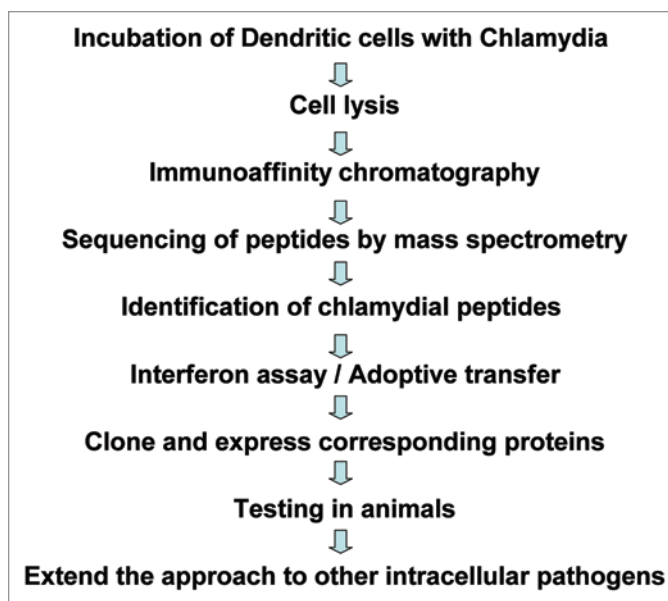 Incubation of Dendritic cells with Chlamydia
Cell lysis
Immunoaffinity chromatography
Sequencing of peptides by mass spectrometry
Identification of chlamydial peptides
Interferon assay / Adoptive transfer
Clone and express corresponding proteins
Testing in animals
Extend the approach to other intracellular pathogens